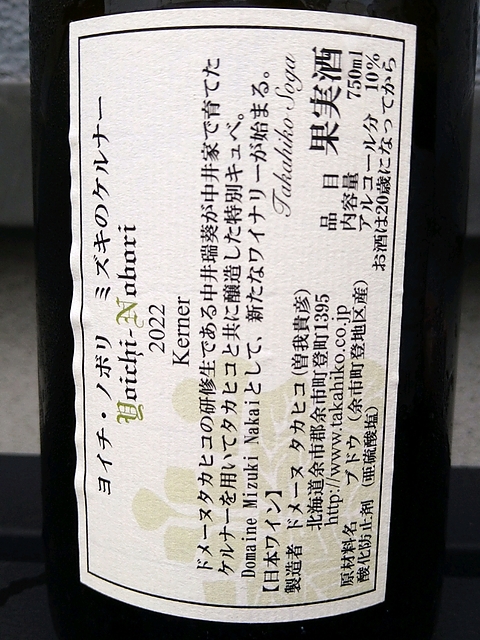 ヨイチ・ノボリ ミズキのケルナー
Yoichi-Nobori
2022
Kerner
ドメーヌタカヒコの研修生である中井瑞葵が中井家で育てた
ケルナーを用いてタカヒコと共に醸造した特別キュベ。
Domaine Mizuki Nakaiとして、新たなワイナリーが始まる。
Takahiko Soga
【日本ワイン】
製造者 ドメーヌ タカヒコ(曽我貴彦)
北海道余市郡余市町登町1395
http://www.takahiko.co.jp
原材料名 ブドウ(余市町登地区産)
酸化防止剤(亜硫酸塩)
品目 果実酒
内容量 750ml
アルコール分 10%
お酒は20歳になってから